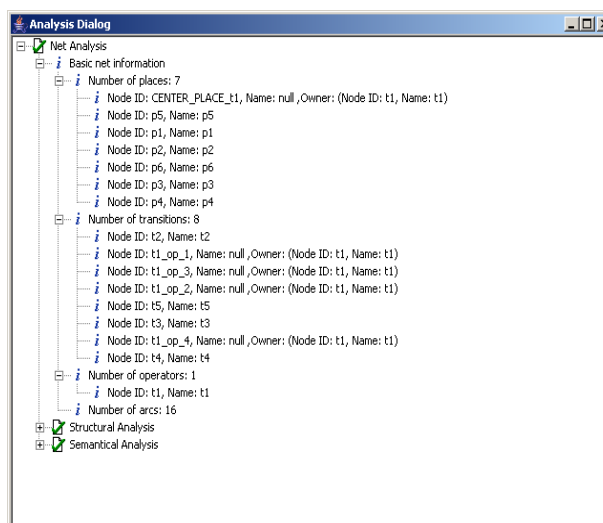 Analysis Dialog
Net Analysis
i Basic net information
i Number of places: 7
i Node ID: CENTER_PLACE_t1, Name: null ,Owner: (Node ID: t1, Name: t1)
i Node ID: p5, Name: p5
i Node ID: p1, Name: p1
i Node ID: p2, Name: p2
i Node ID: p6, Name: p6
i Node ID: p3, Name: p3
i Node ID: p4, Name: p4
i Number of transitions: 8
i Node ID: t2, Name: t2
i Node ID: t1_op_1, Name: null ,Owner: (Node ID: t1, Name: t1)
i Node ID: t1_op_3, Name: null ,Owner: (Node ID: t1, Name: t1)
i Node ID: t1_op_2, Name: null ,Owner: (Node ID: t1, Name: t1)
i Node ID: t5, Name: t5
i Node ID: t3, Name: t3
i Node ID: t1_op_4, Name: null ,Owner: (Node ID: t1, Name: t1)
i Node ID: t4, Name: t4
i Number of operators: 1
i Node ID: t1, Name: t1
i Number of arcs: 16
Structural Analysis
Semantical Analysis